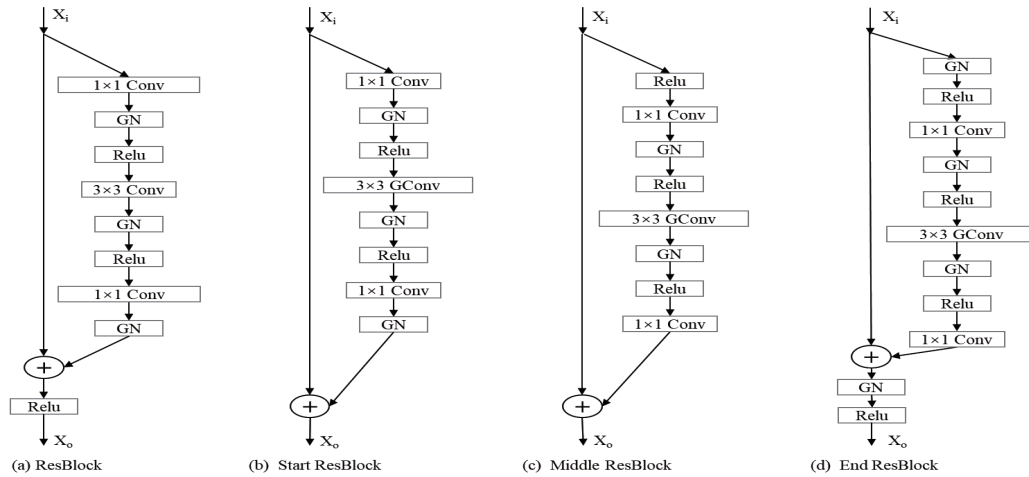 Xi
1×1 Conv
GN
Relu
3×3 Conv
GN
Relu
1×1 Conv
GN
+
Relu
Xo
(a) ResBlock
Xi
1×1 Conv
GN
Relu
3×3 GConv
GN
Relu
1×1 Conv
GN
+
Xo
(b) Start ResBlock
Xi
Relu
1×1 Conv
GN
Relu
3×3 GConv
GN
Relu
1×1 Conv
+
Xo
(c) Middle ResBlock
Xi
GN
Relu
1×1 Conv
GN
Relu
3×3 GConv
GN
Relu
1×1 Conv
+
GN
Relu
Xo
(d) End ResBlock